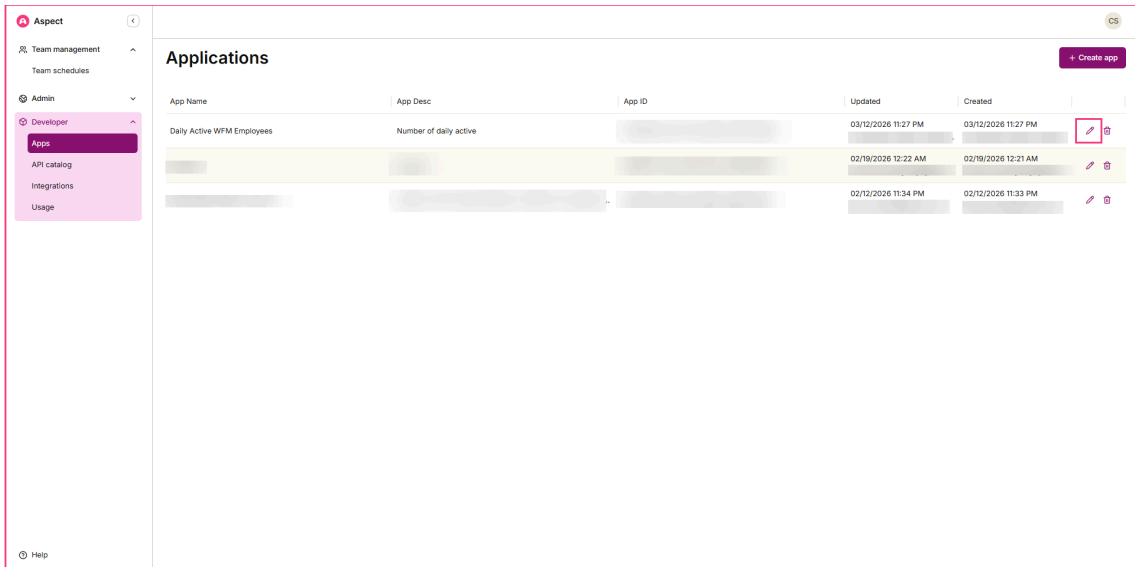 Aspect
CS
Team management
Team schedules
Admin
Developer
Apps
API catalog
Integrations
Usage
Help
Applications
+ Create app
App Name App Desc App ID Updated Created
Daily Active WFM Employees Number of daily active 03/12/2026 11:27 PM 03/12/2026 11:27 PM
02/19/2026 12:22 AM 02/19/2026 12:21 AM
02/12/2026 11:34 PM 02/12/2026 11:33 PM